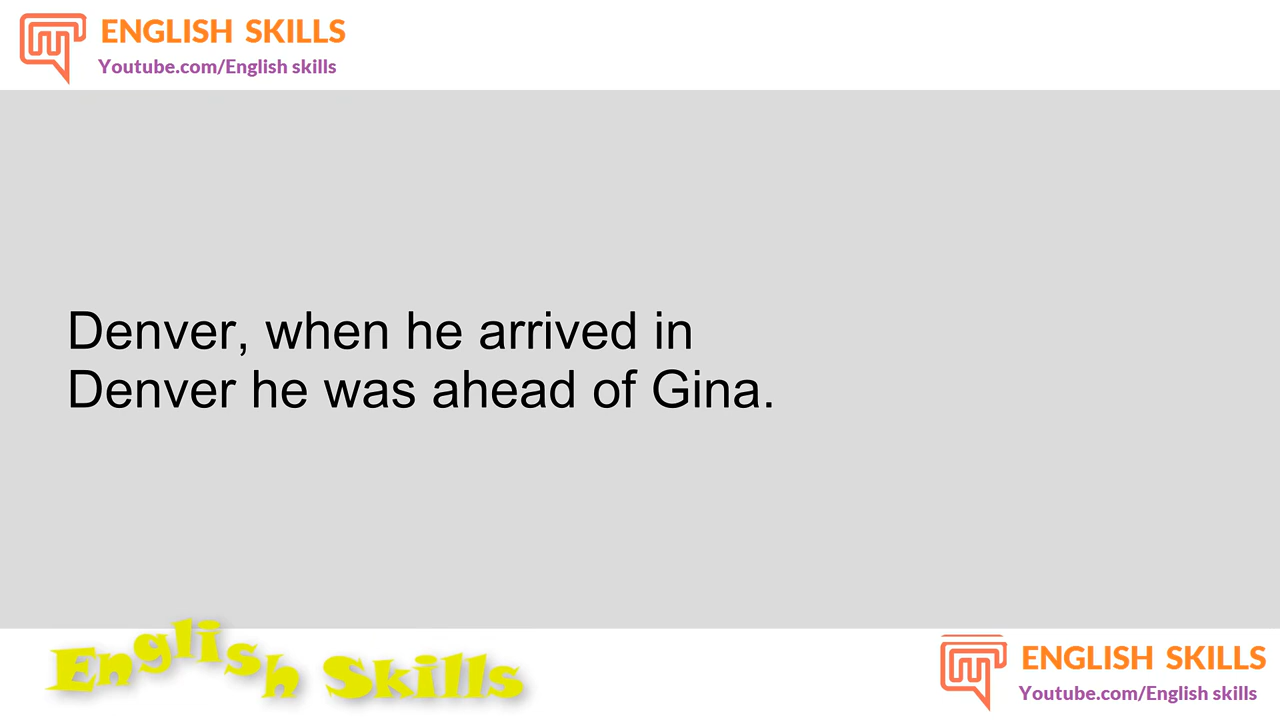 ENGLISH SKILLS
Youtube.com/English skills
Denver, when he arrived in
Denver he was ahead of Gina.
English Skills
ENGLISH SKILLS
Youtube.com/English skills